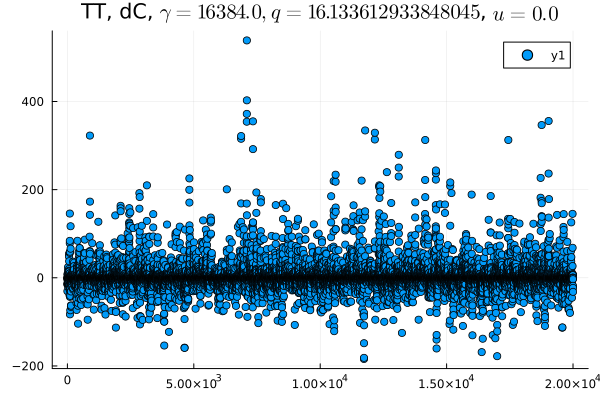 TT, dC, γ = 16384.0, q = 16.133612933848045, u = 0.0
y1
400
200
0
−200
0 5.00×10³ 1.00×10⁴ 1.50×10⁴ 2.00×10⁴